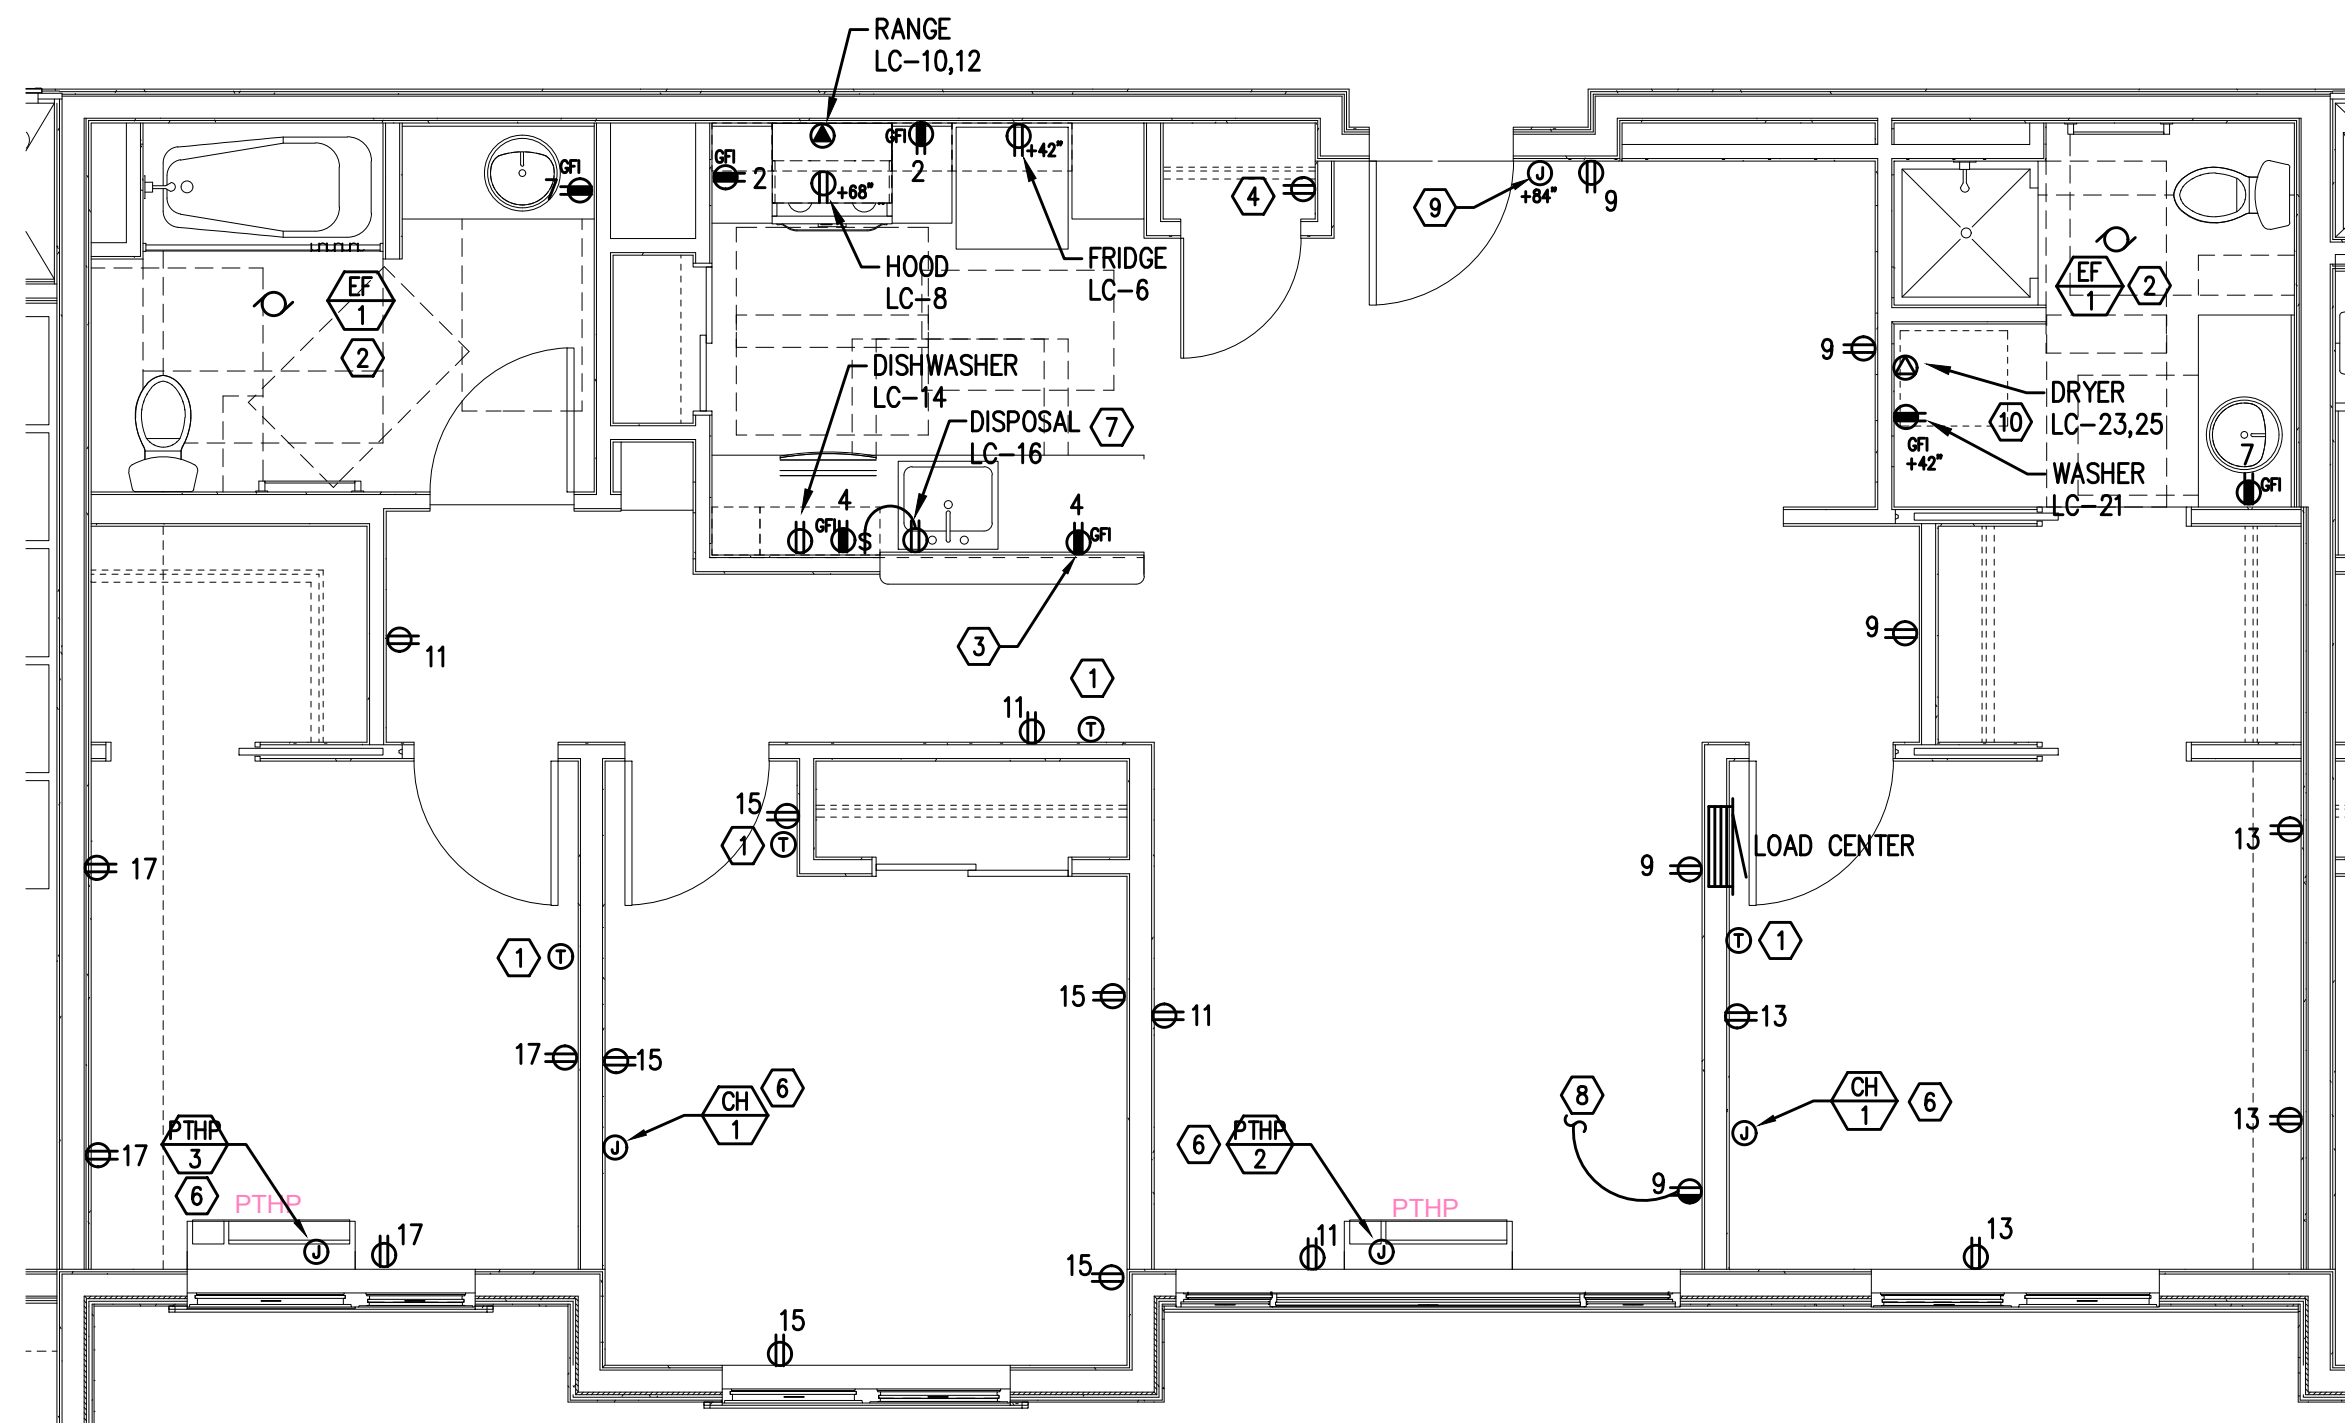 RANGE
LC-10,12
GFI
7
GFI
2
GFI
2
+42"
+68"
4
9
J
+84"
9
HOOD
LC-8
FRIDGE
LC-6
EF
1
2
EF
1
2
9
DISHWASHER
LC-14
DISPOSAL
LC-16
7
DRYER
LC-23,25
10
GFI
+42"
WASHER
LC-21
7
GFI
4
GFI
$
4
GFI
11
3
9
1
11
T
15
1
T
LOAD CENTER
13
17
9
1
T
T
1
15
11
13
17
15
CH
1
6
8
CH
1
6
J
J
13
17
PTHP
3
6
6
PTHP
2
9
PTHP
PTHP
J
17
11
J
13
15
15